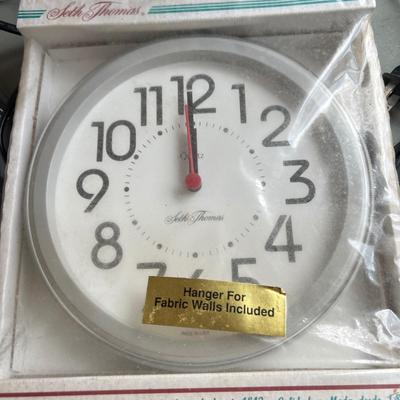 Seth Thomas
11 12 1
10 2
Quartz
9 3
Seth Thomas
8 4
7 6 5
Hanger For
Fabric Walls Included